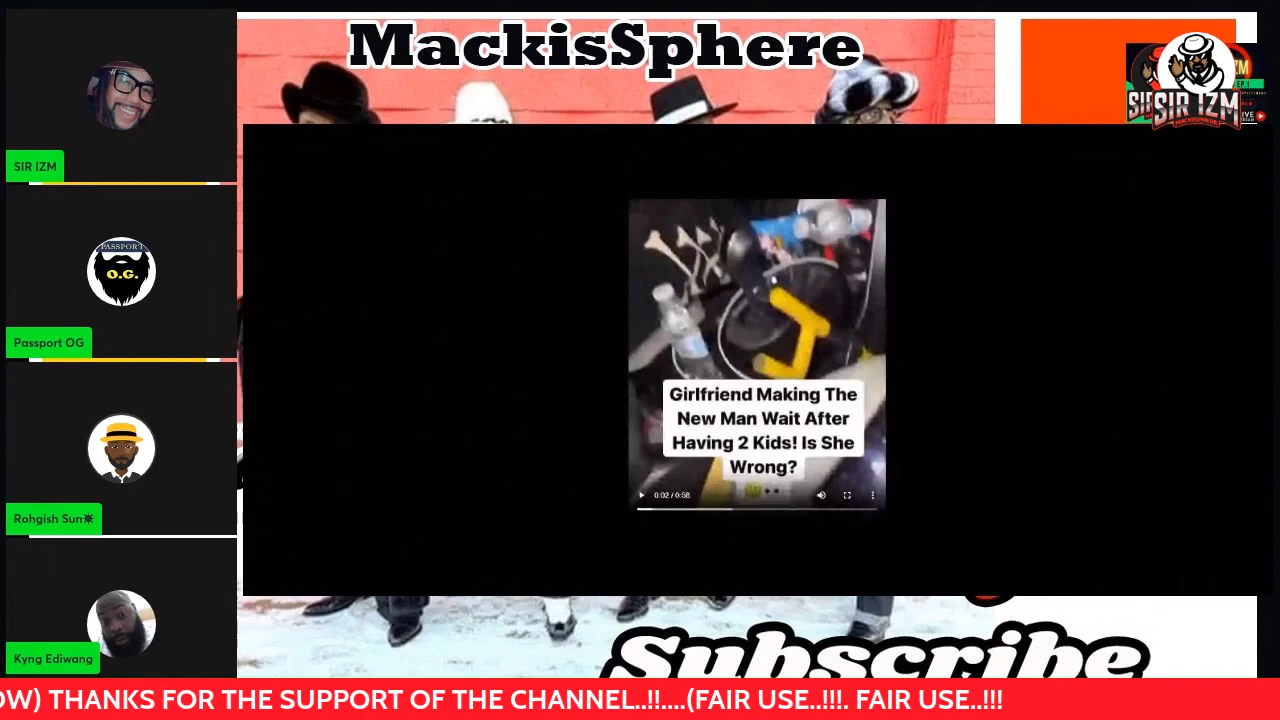 MackisSphere
SIR IZM
MACKISSPHERE
SIR IZM
PASSPORT
O.G.
Passport OG
Rohgish Sun☀
Kyng Ediwang
Girlfriend Making The
New Man Wait After
Having 2 Kids! Is She
Wrong?
0:02 / 0:58
Subscribe
OW) THANKS FOR THE SUPPORT OF THE CHANNEL..!!....(FAIR USE..!!!. FAIR USE..!!!